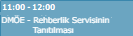 11:00 - 12:00
DMÖE - Rehberlik Servisinin
Tanıtılması